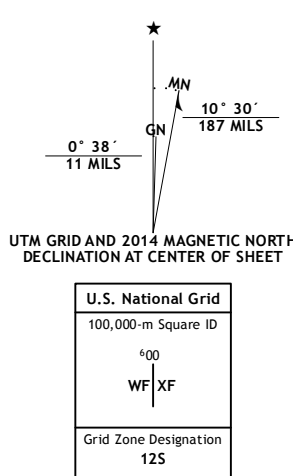 ★
MN
GN
10° 30´
187 MILS
0° 38´
11 MILS
UTM GRID AND 2014 MAGNETIC NORTH
DECLINATION AT CENTER OF SHEET
U.S. National Grid
100,000-m Square ID
⁶00
WF XF
Grid Zone Designation
12S